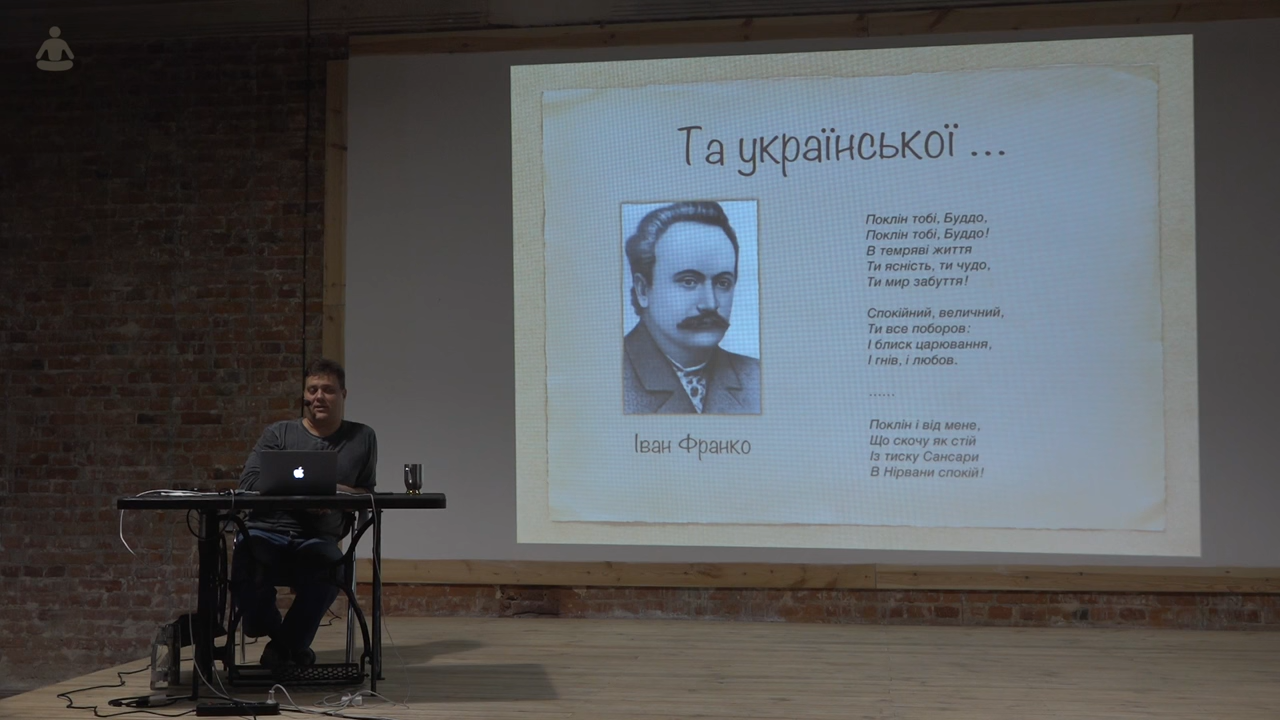 Та української ...
Поклін тобі, Буддо,
Поклін тобі, Буддо!
В темряві життя
Ти ясність, ти чудо,
Ти мир забуття!
Спокійний, величний,
Ти все поборов:
І блиск царювання,
І гнів, і любов.
......
Поклін і від мене,
Що скочу як стій
Із тиску Сансари
В Нірвани спокій!
Іван Франко